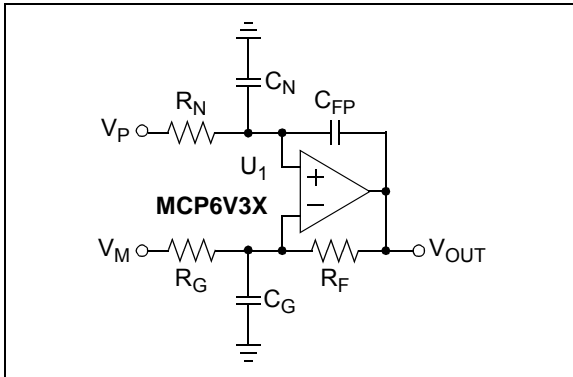 C_N
R_N
C_FP
V_P
U_1
+
MCP6V3X
−
V_M
V_OUT
R_G
R_F
C_G